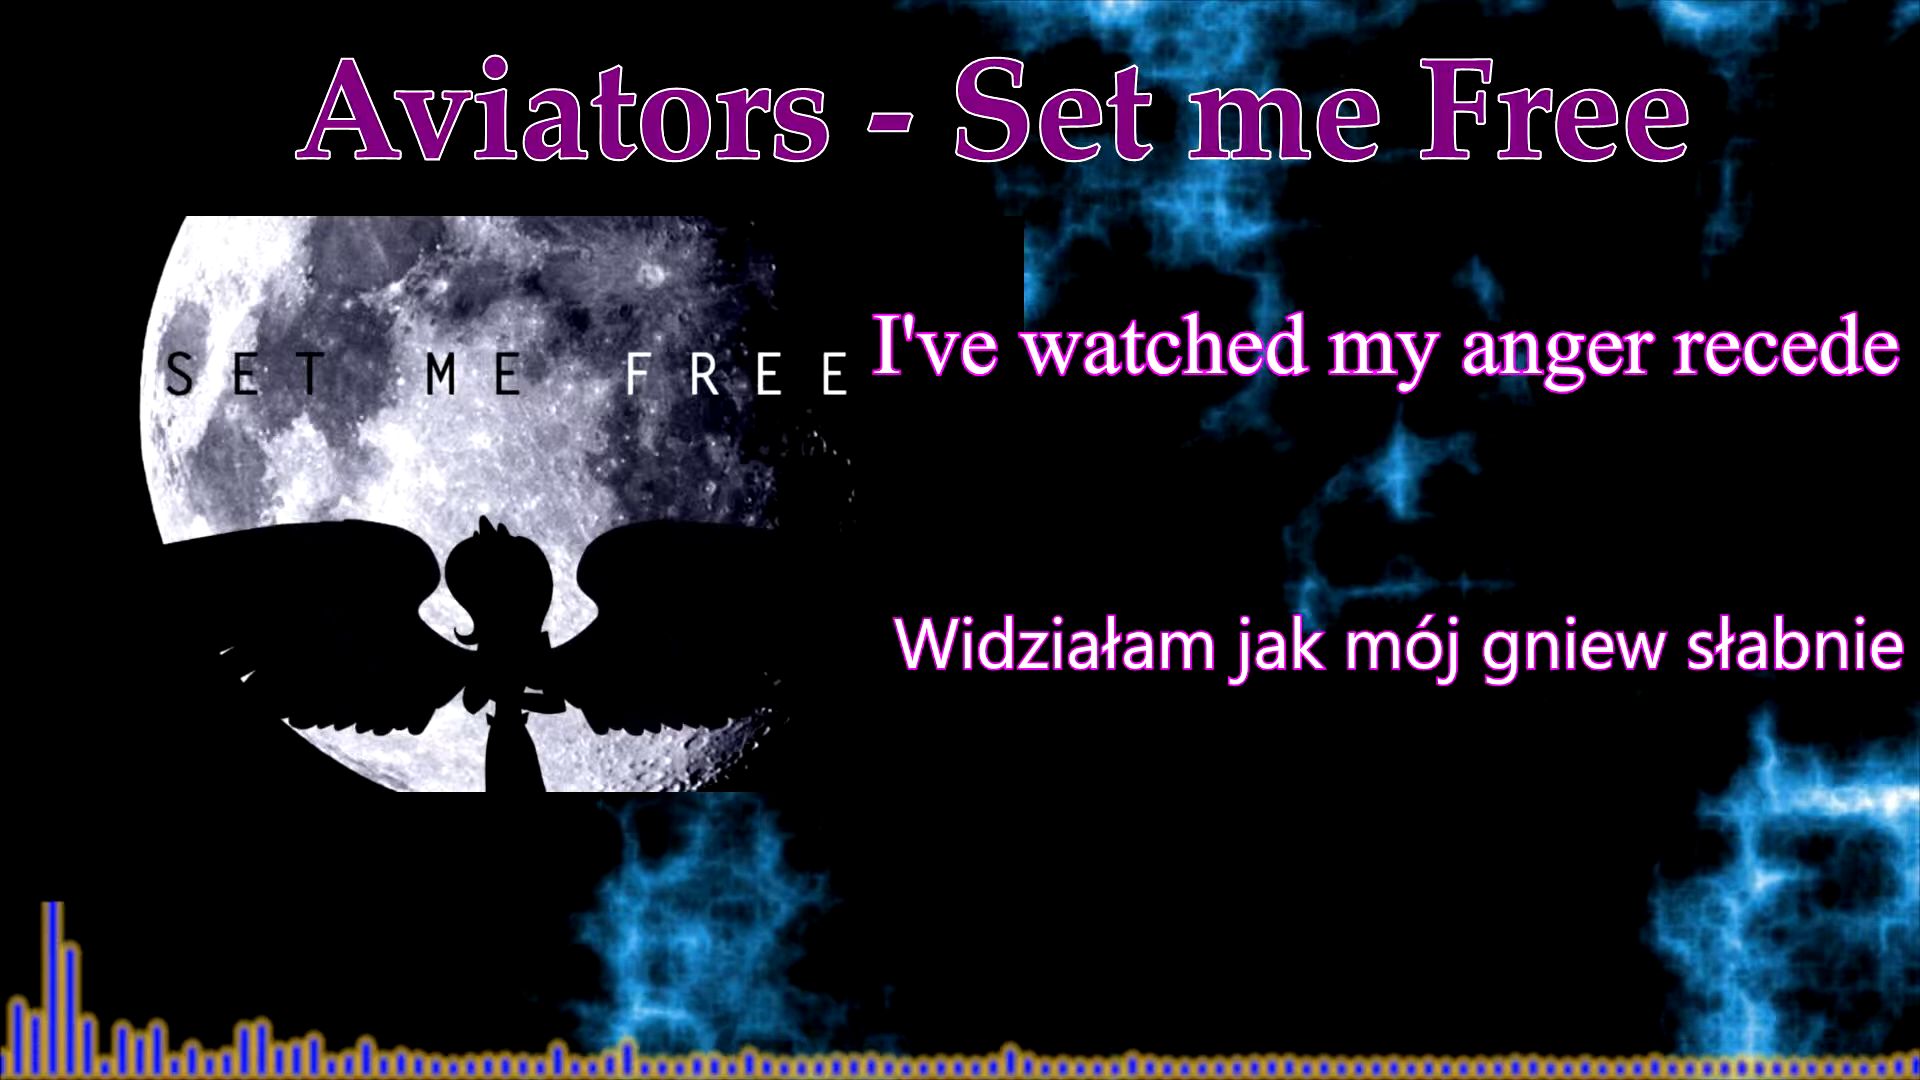 Aviators - Set me Free
SET ME FREE
I've watched my anger recede
Widziałam jak mój gniew słabnie